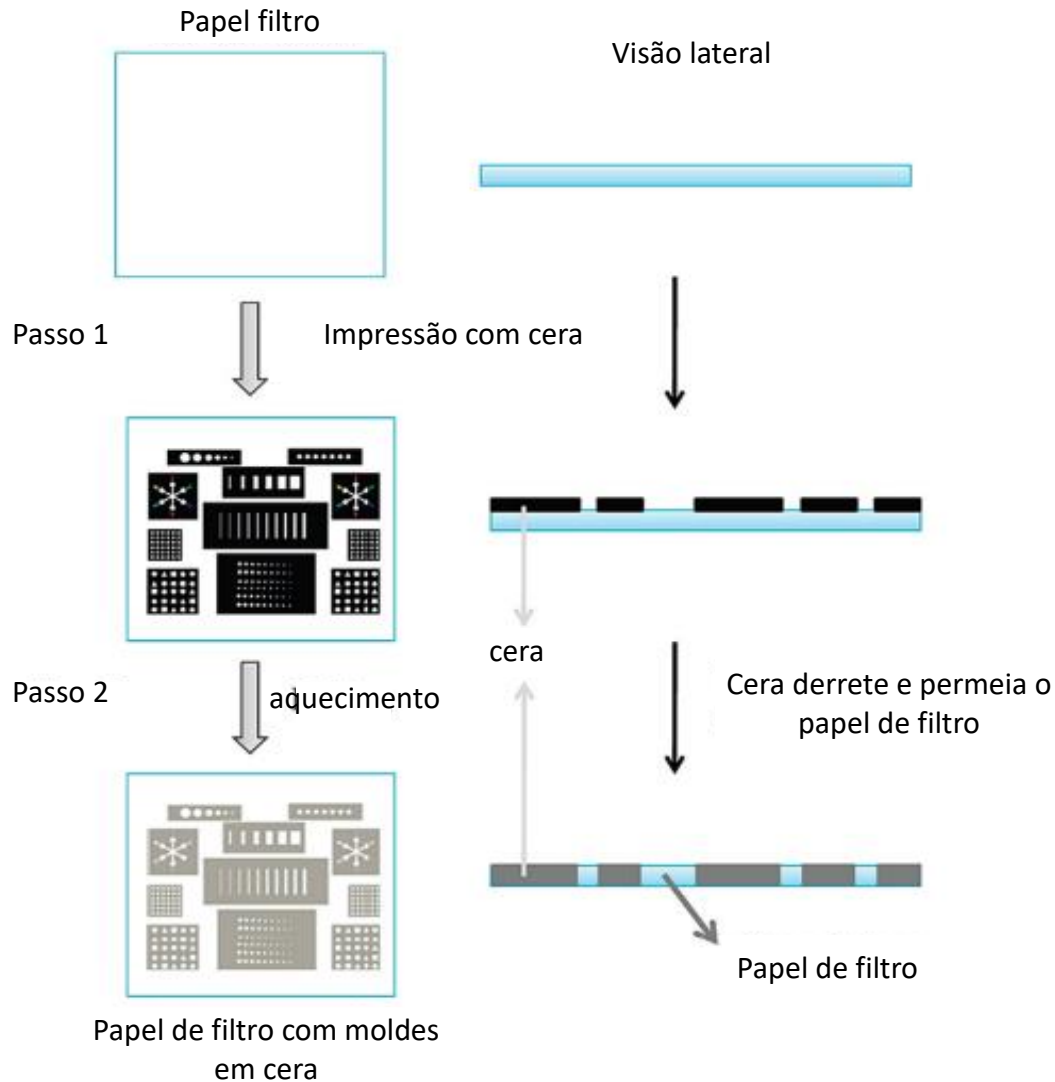 Papel filtro
Visão lateral
Passo 1
Impressão com cera
cera
Passo 2
aquecimento
Cera derrete e permeia o
papel de filtro
Papel de filtro
Papel de filtro com moldes
em cera